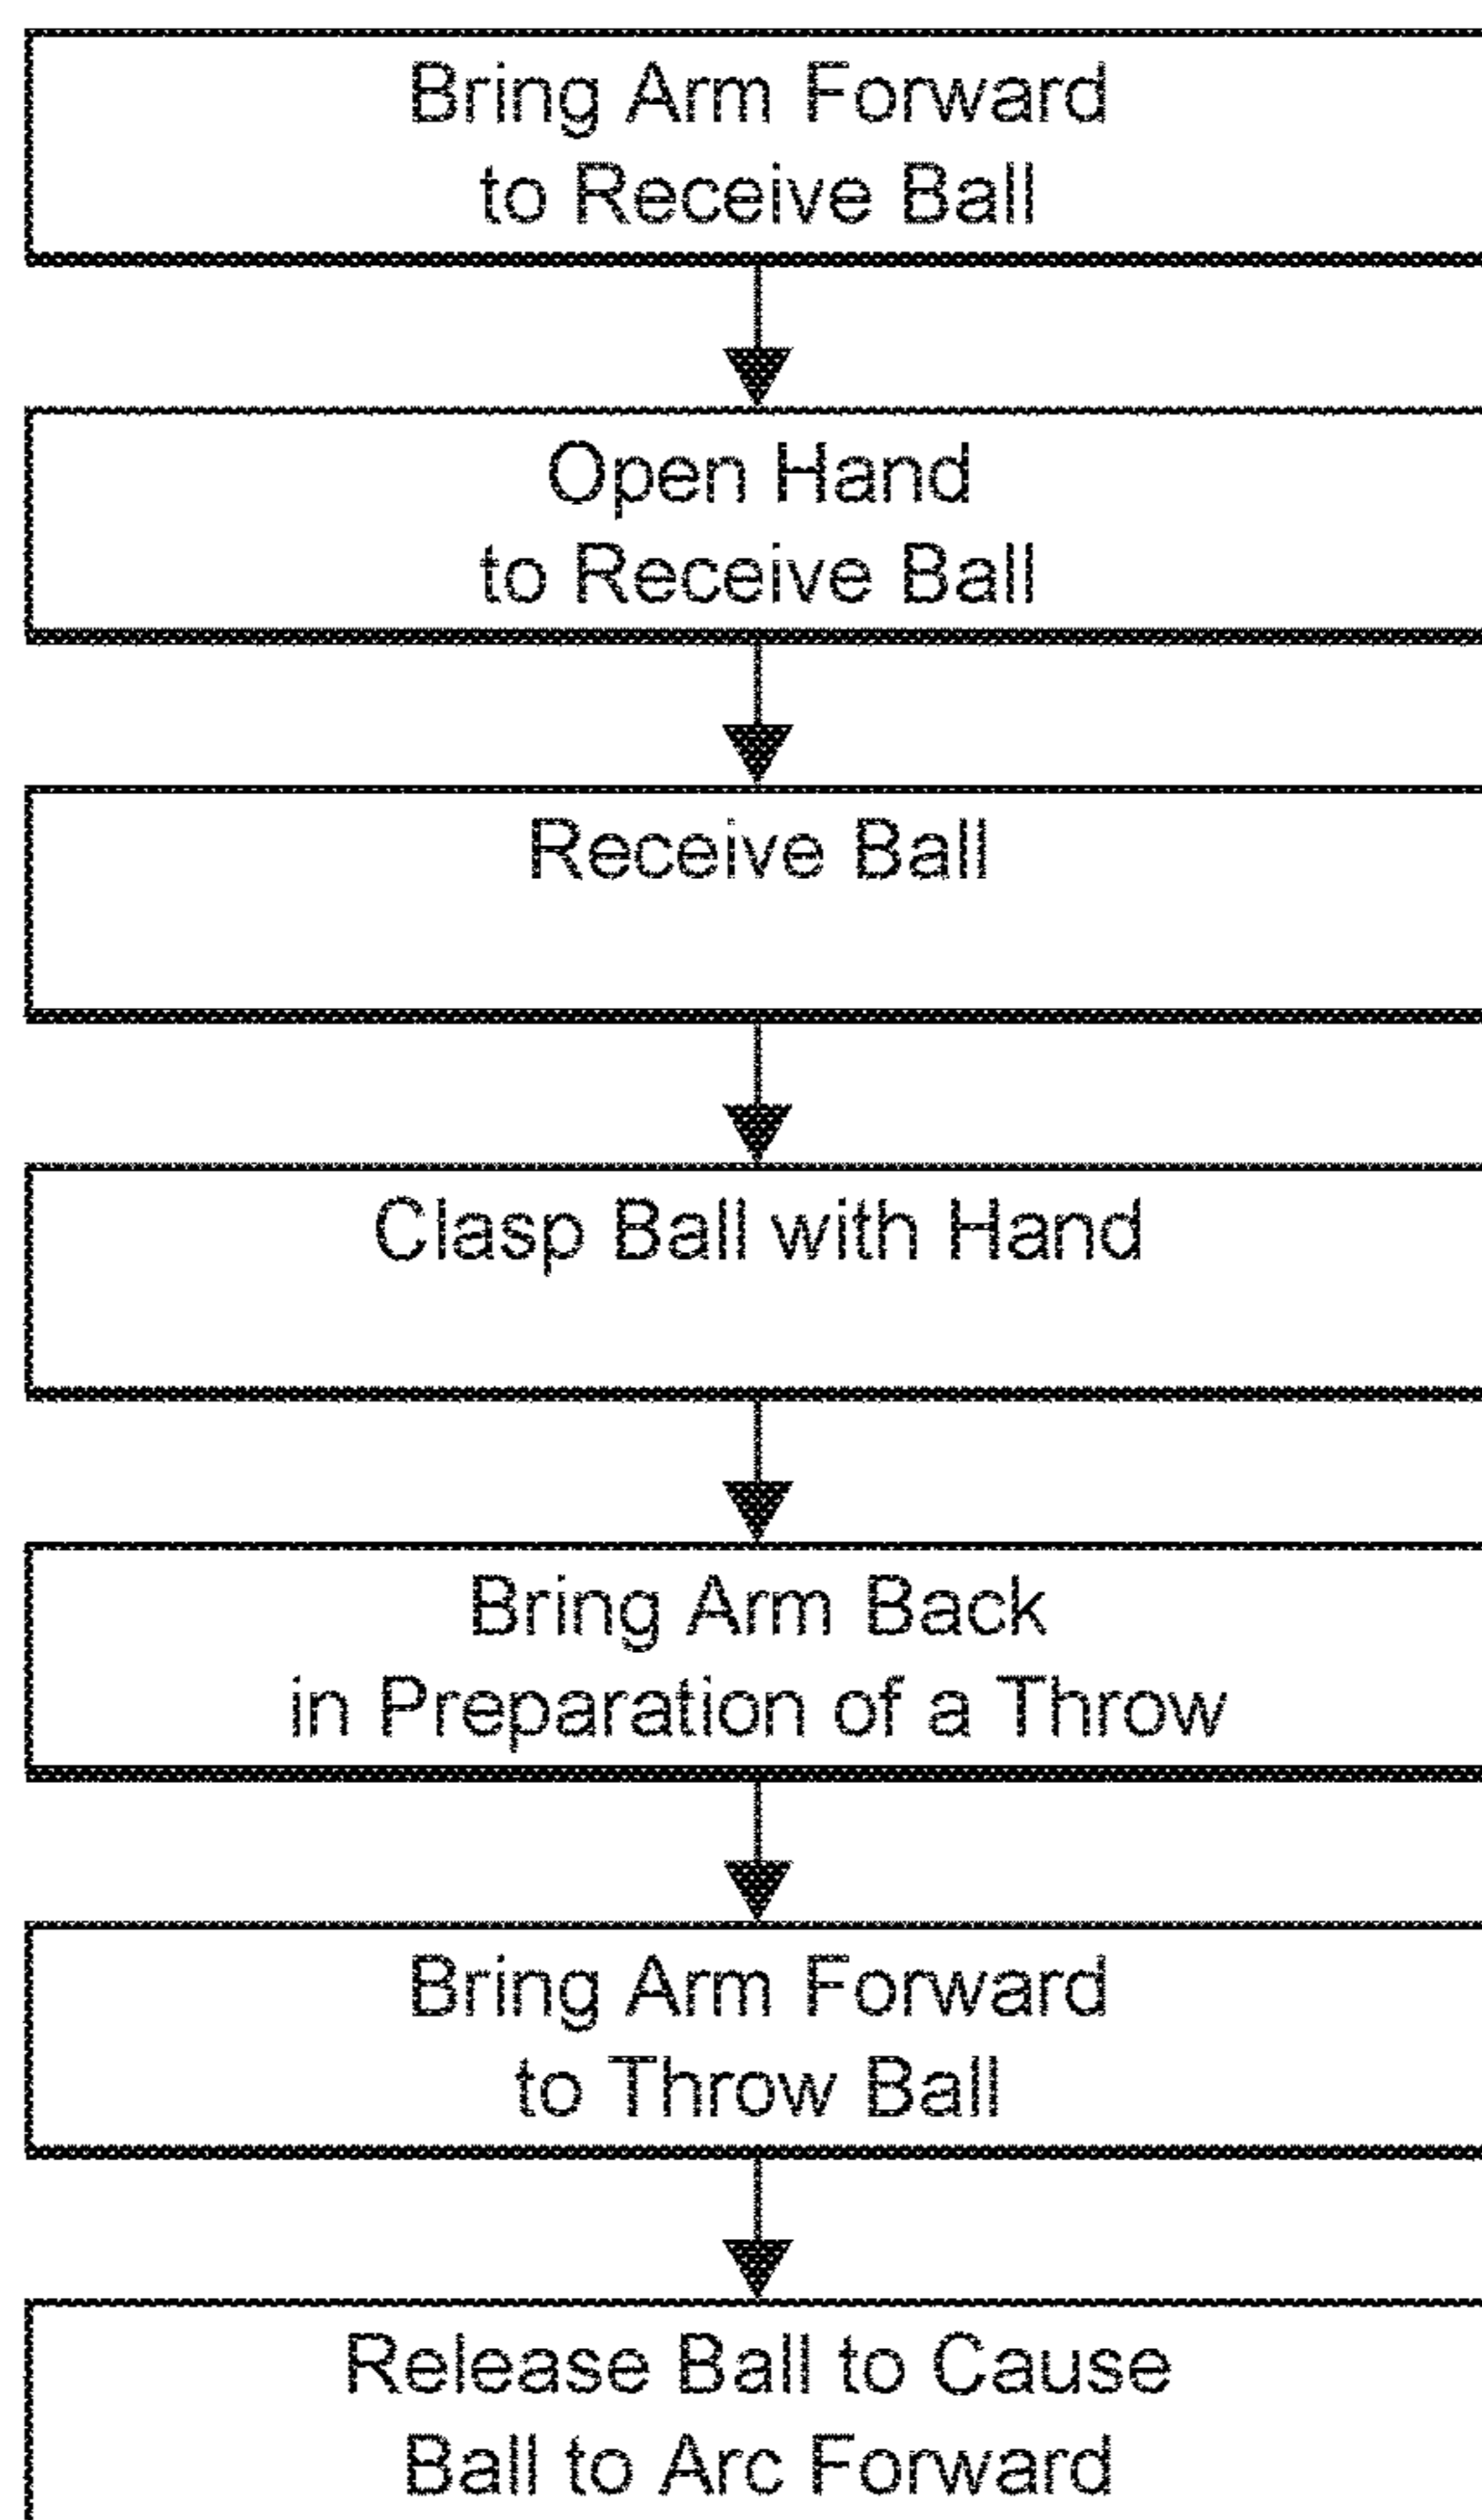 Bring Arm Forward
to Receive Ball
Open Hand
to Receive Ball
Receive Ball
Clasp Ball with Hand
Bring Arm Back
in Preparation of a Throw
Bring Arm Forward
to Throw Ball
Release Ball to Cause
Ball to Arc Forward